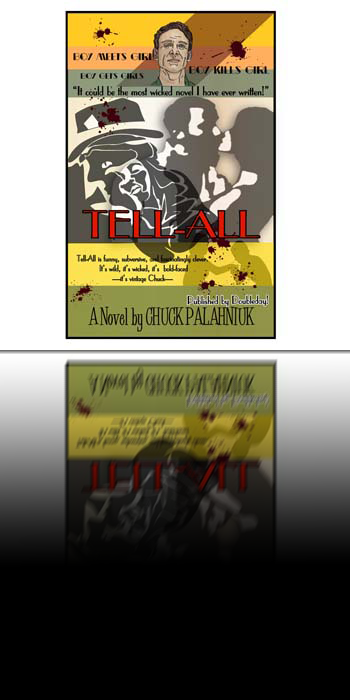 BOY MEETS GIRL
BOY GETS GIRL
BOY KILLS GIRL
"It could be the most wicked novel I have ever written!"
TELL-ALL
Tell-All is funny, subversive, and fascinatingly clever.
It's wild, it's wicked, it's bold-faced
—it's vintage Chuck—
Published by Doubleday!
A Novel by CHUCK PALAHNIUK